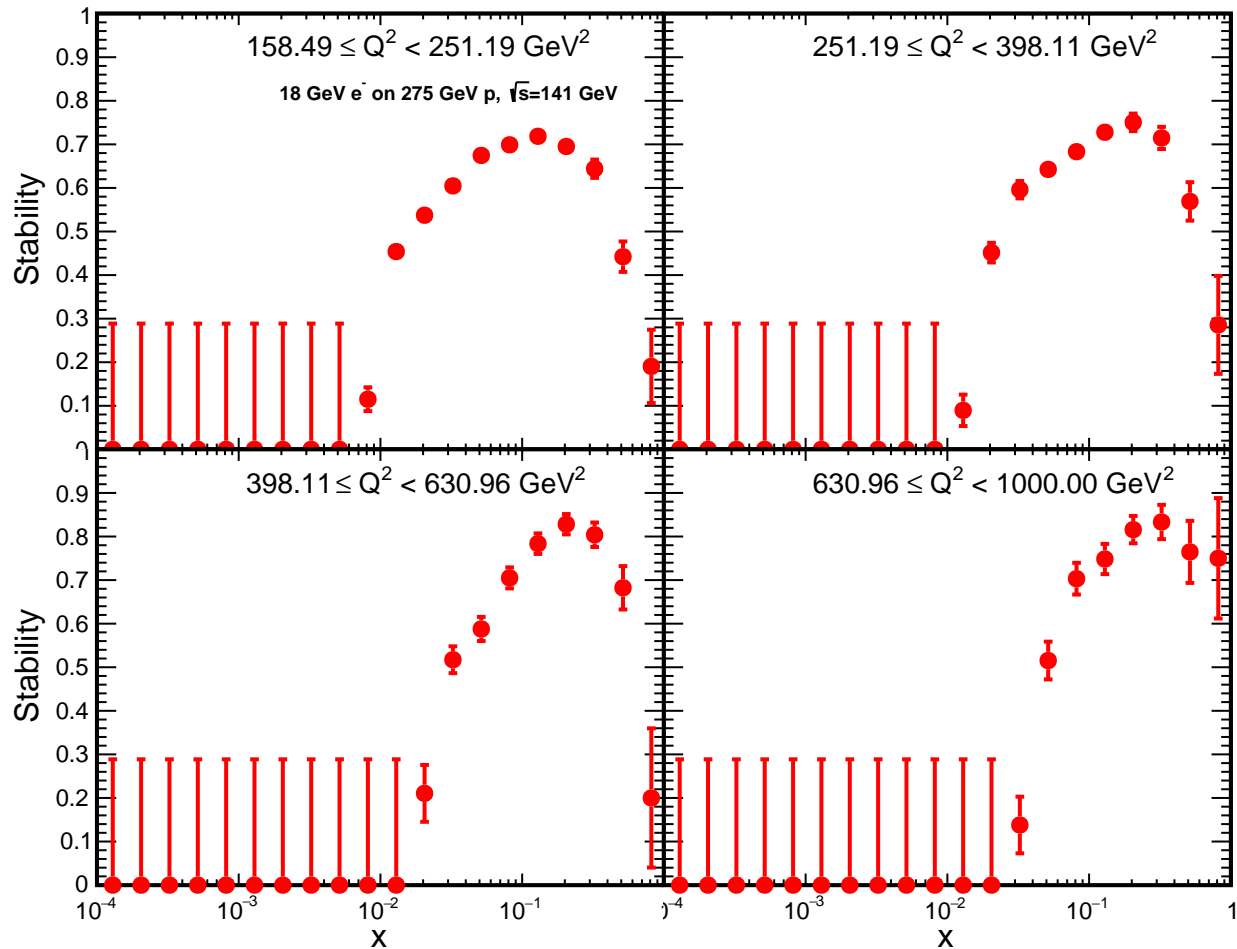 1
158.49 ≤ Q² < 251.19 GeV²
251.19 ≤ Q² < 398.11 GeV²
0.9
18 GeV e⁻ on 275 GeV p, √s=141 GeV
0.8
0.7
0.6
Stability
0.5
0.4
0.3
0.2
0.1
0
1
398.11 ≤ Q² < 630.96 GeV²
630.96 ≤ Q² < 1000.00 GeV²
0.9
0.8
0.7
0.6
Stability
0.5
0.4
0.3
0.2
0.1
0
10⁻⁴ 10⁻³ 10⁻² 10⁻¹ 10⁻⁴ 10⁻³ 10⁻² 10⁻¹ 1
x x